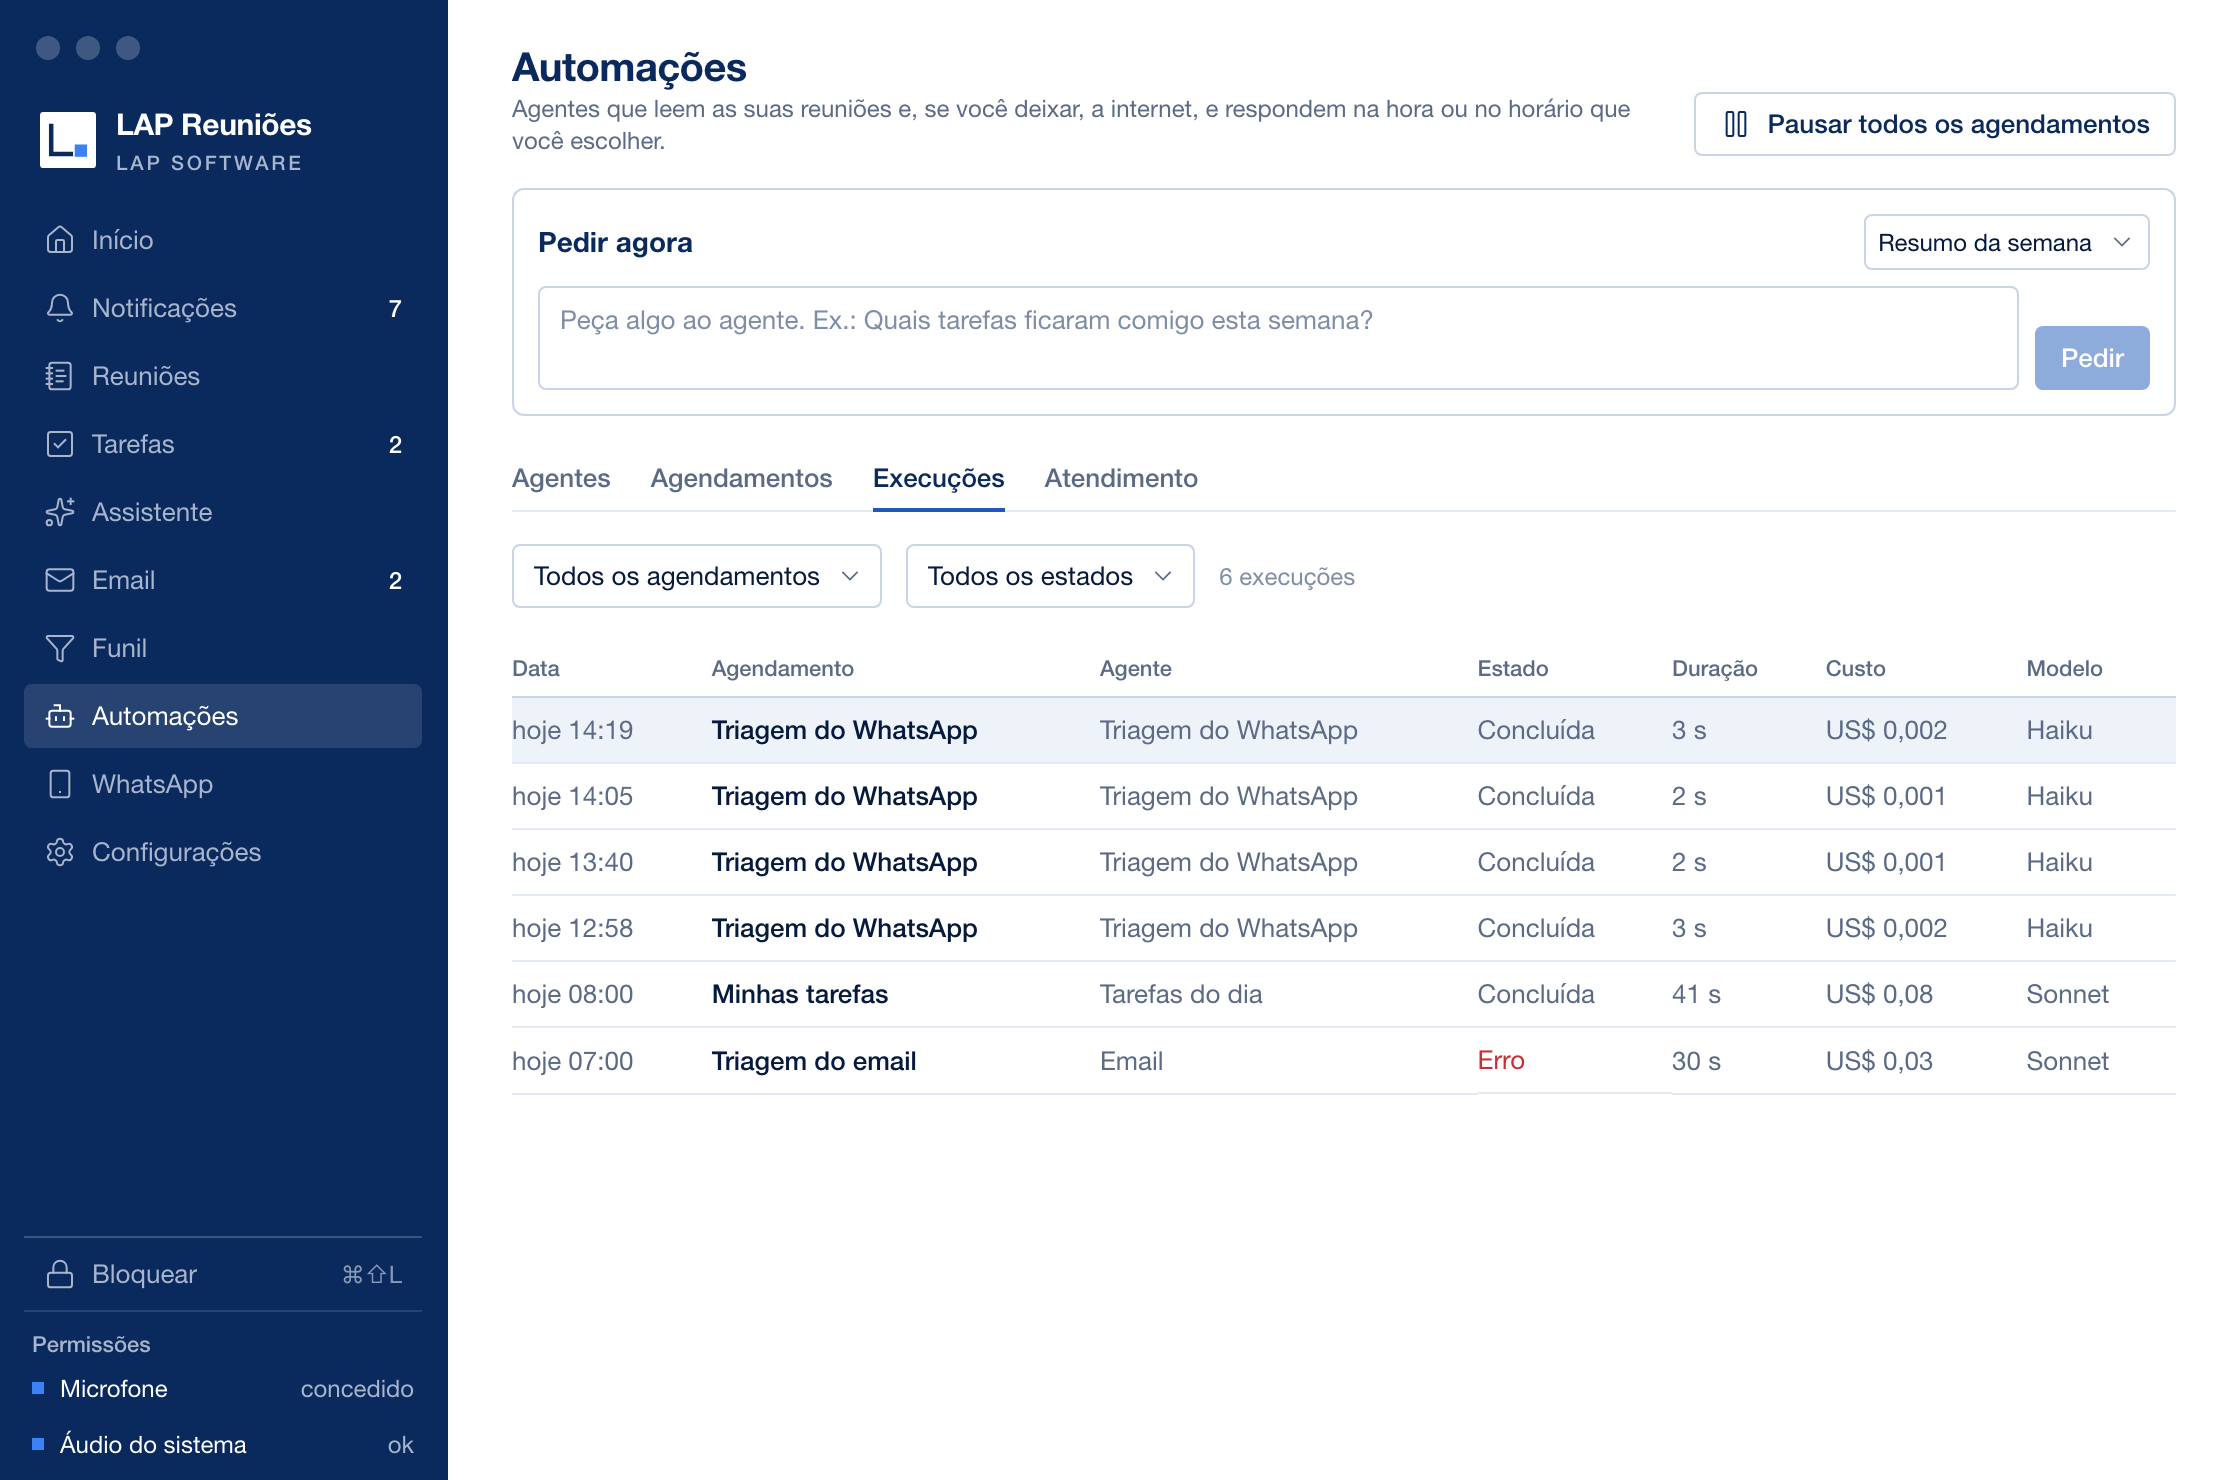 LAP Reuniões
LAP SOFTWARE
Início
Notificações 7
Reuniões
Tarefas 2
Assistente
Email 2
Funil
Automações
WhatsApp
Configurações
Bloquear ⌘⇧L
Permissões
Microfone concedido
Áudio do sistema ok
Automações
Agentes que leem as suas reuniões e, se você deixar, a internet, e respondem na hora ou no horário que
você escolher.
Pausar todos os agendamentos
Pedir agora
Resumo da semana
Peça algo ao agente. Ex.: Quais tarefas ficaram comigo esta semana?
Pedir
Agentes Agendamentos Execuções Atendimento
Todos os agendamentos Todos os estados 6 execuções
Data Agendamento Agente Estado Duração Custo Modelo
hoje 14:19 Triagem do WhatsApp Triagem do WhatsApp Concluída 3 s US$ 0,002 Haiku
hoje 14:05 Triagem do WhatsApp Triagem do WhatsApp Concluída 2 s US$ 0,001 Haiku
hoje 13:40 Triagem do WhatsApp Triagem do WhatsApp Concluída 2 s US$ 0,001 Haiku
hoje 12:58 Triagem do WhatsApp Triagem do WhatsApp Concluída 3 s US$ 0,002 Haiku
hoje 08:00 Minhas tarefas Tarefas do dia Concluída 41 s US$ 0,08 Sonnet
hoje 07:00 Triagem do email Email Erro 30 s US$ 0,03 Sonnet